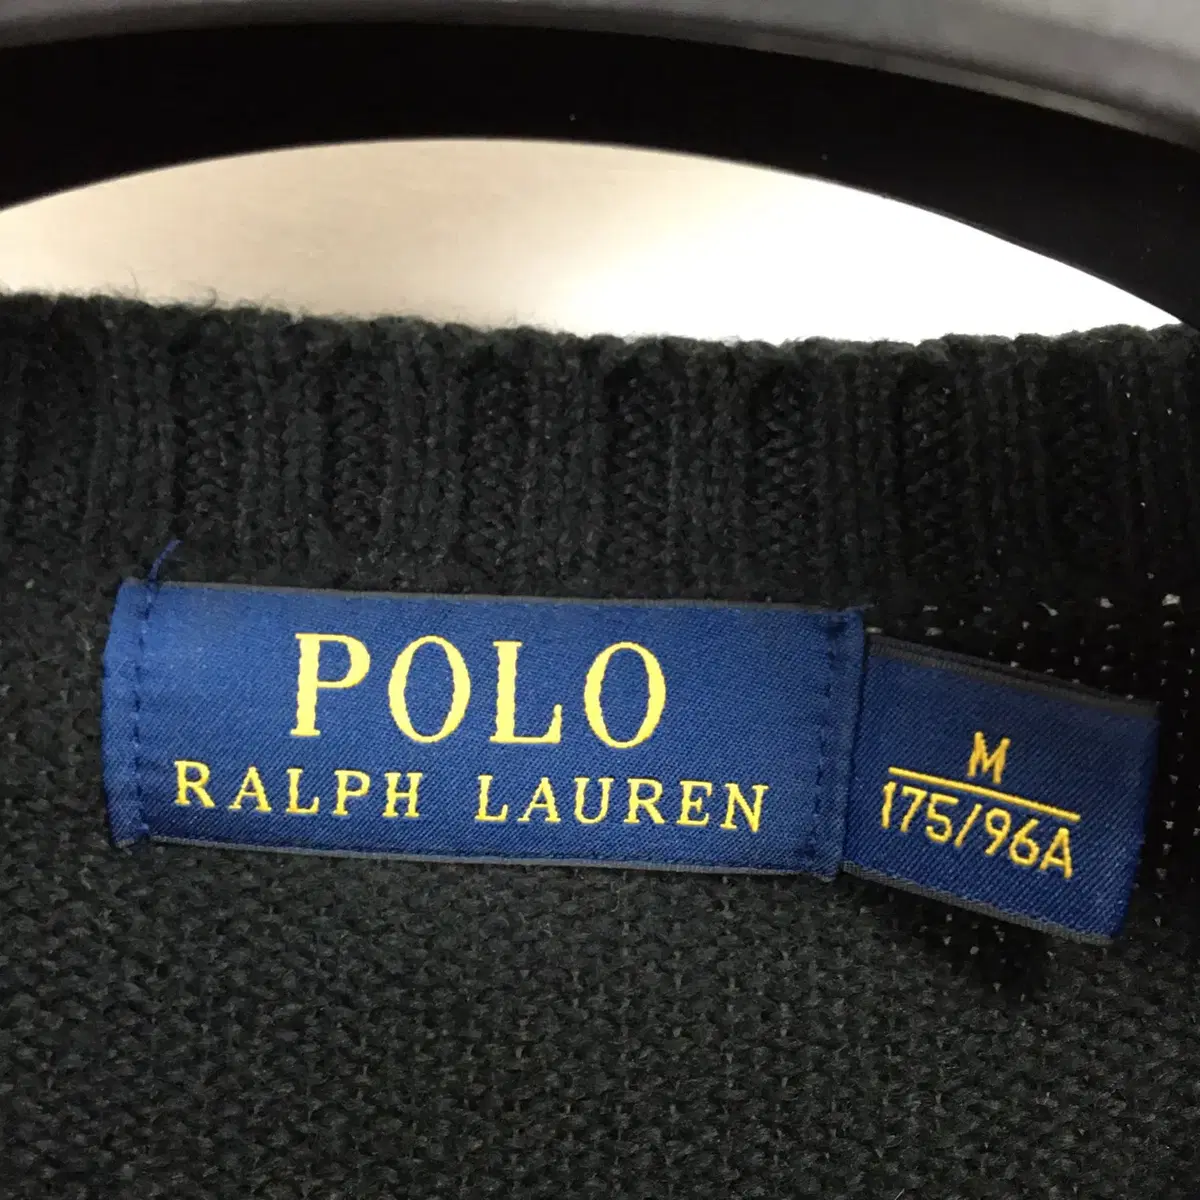 POLO
RALPH LAUREN
M
175/96A